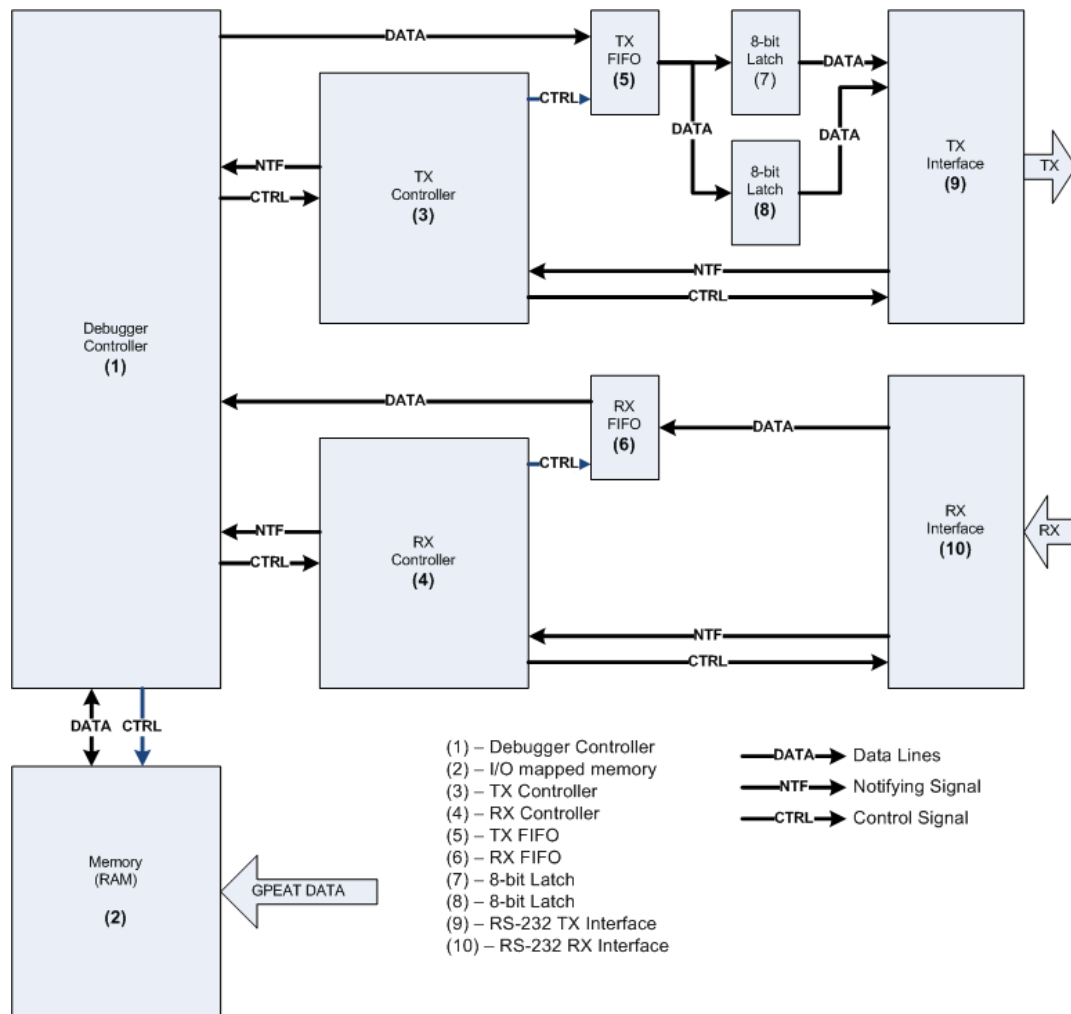 DATA
TX
FIFO
(5)
8-bit
Latch
(7)
DATA
CTRL
DATA
DATA
8-bit
Latch
(8)
TX
Interface
(9)
TX
NTF
CTRL
TX
Controller
(3)
NTF
CTRL
Debugger
Controller
(1)
DATA
RX
FIFO
(6)
DATA
CTRL
RX
Interface
(10)
RX
NTF
CTRL
RX
Controller
(4)
NTF
CTRL
DATA
CTRL
Memory
(RAM)
(2)
GPEAT DATA
(1) – Debugger Controller
(2) – I/O mapped memory
(3) – TX Controller
(4) – RX Controller
(5) – TX FIFO
(6) – RX FIFO
(7) – 8-bit Latch
(8) – 8-bit Latch
(9) – RS-232 TX Interface
(10) – RS-232 RX Interface
DATA Data Lines
NTF Notifying Signal
CTRL Control Signal